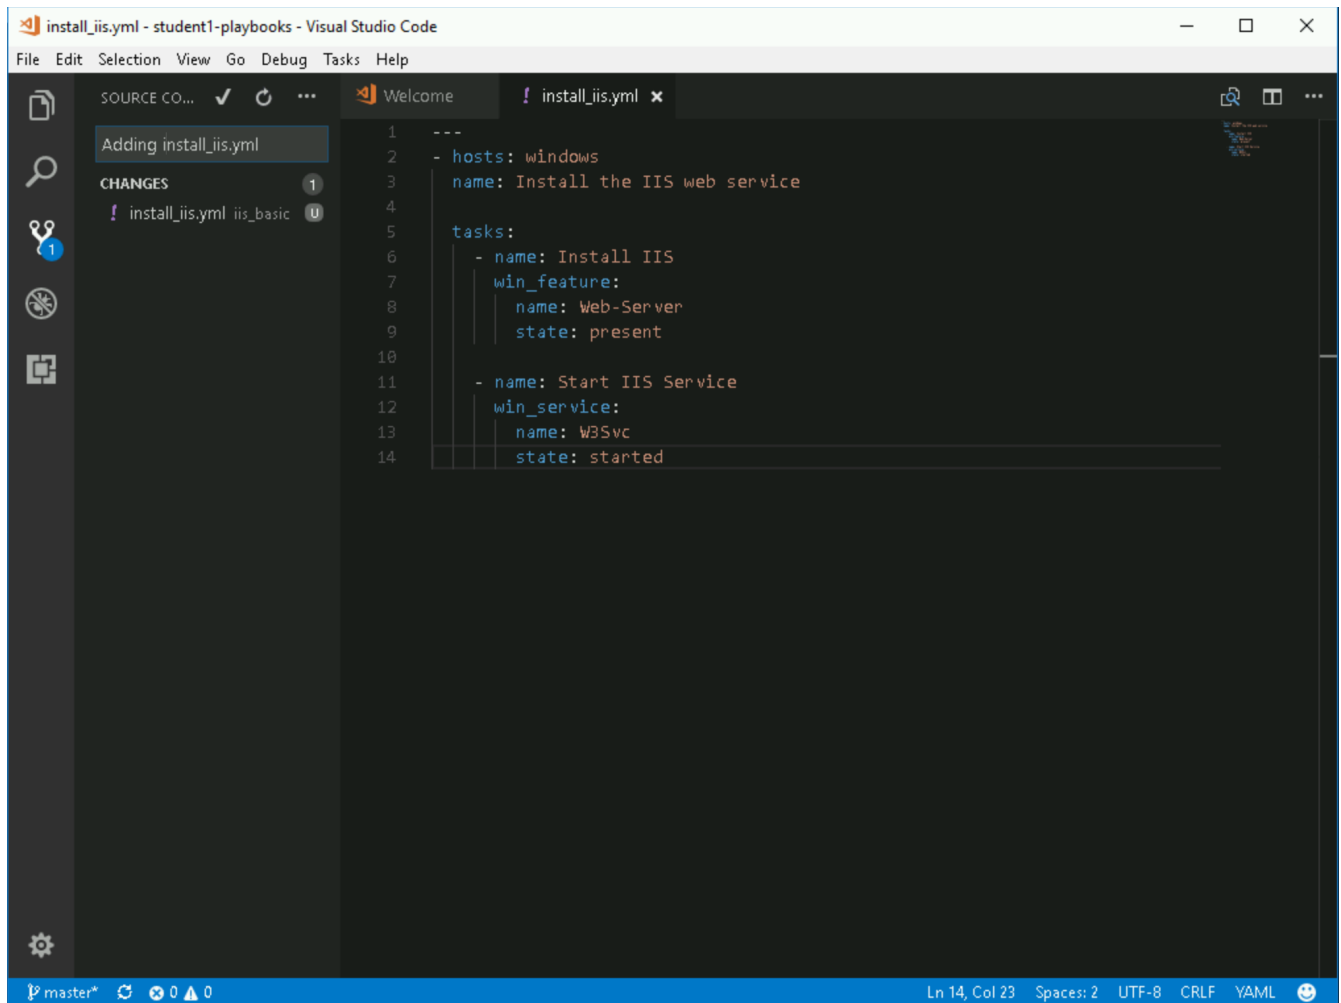 install_iis.yml - student1-playbooks - Visual Studio Code
File Edit Selection View Go Debug Tasks Help
SOURCE CO...
Welcome
! install_iis.yml
Adding install_iis.yml
CHANGES 1
! install_iis.yml iis_basic U
1
1 ---
2 - hosts: windows
3 name: Install the IIS web service
4
5 tasks:
6 - name: Install IIS
7 win_feature:
8 name: Web-Server
9 state: present
10
11 - name: Start IIS Service
12 win_service:
13 name: W3Svc
14 state: started
master* 0 0 Ln 14, Col 23 Spaces: 2 UTF-8 CRLF YAML